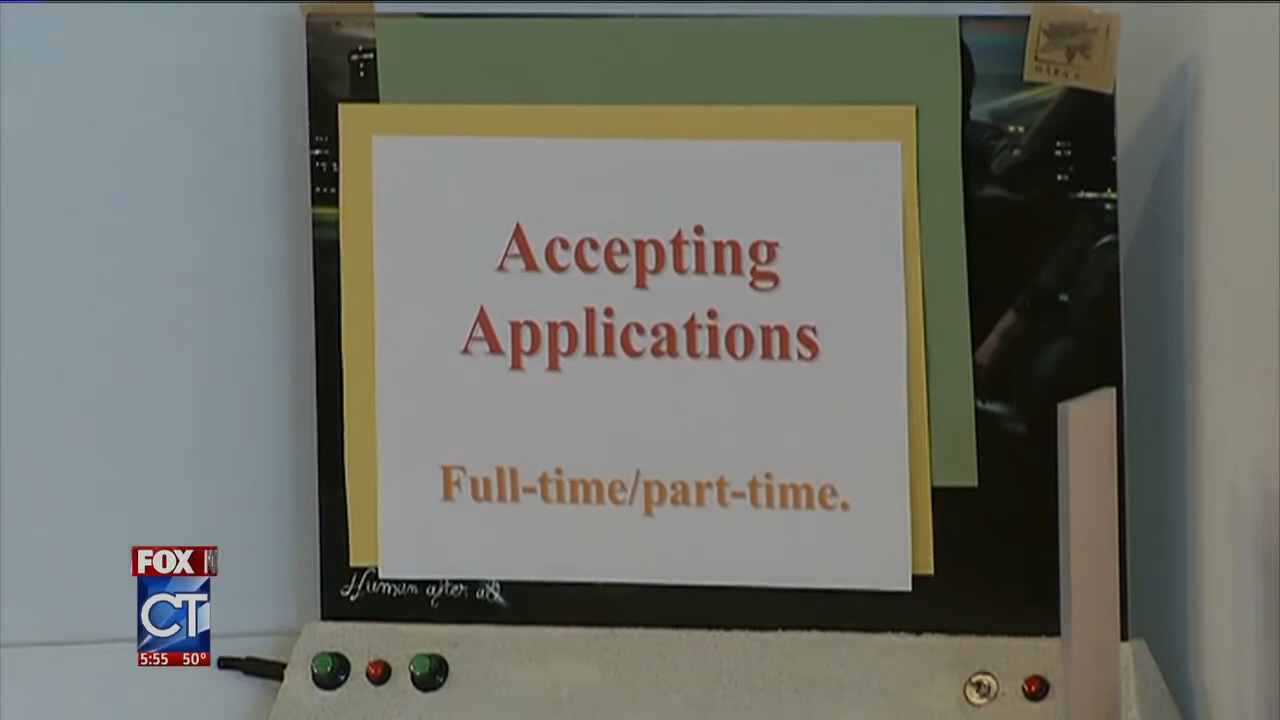 Accepting
Applications
Full-time/part-time.
Human after all
FOX
CT
5:55 50°